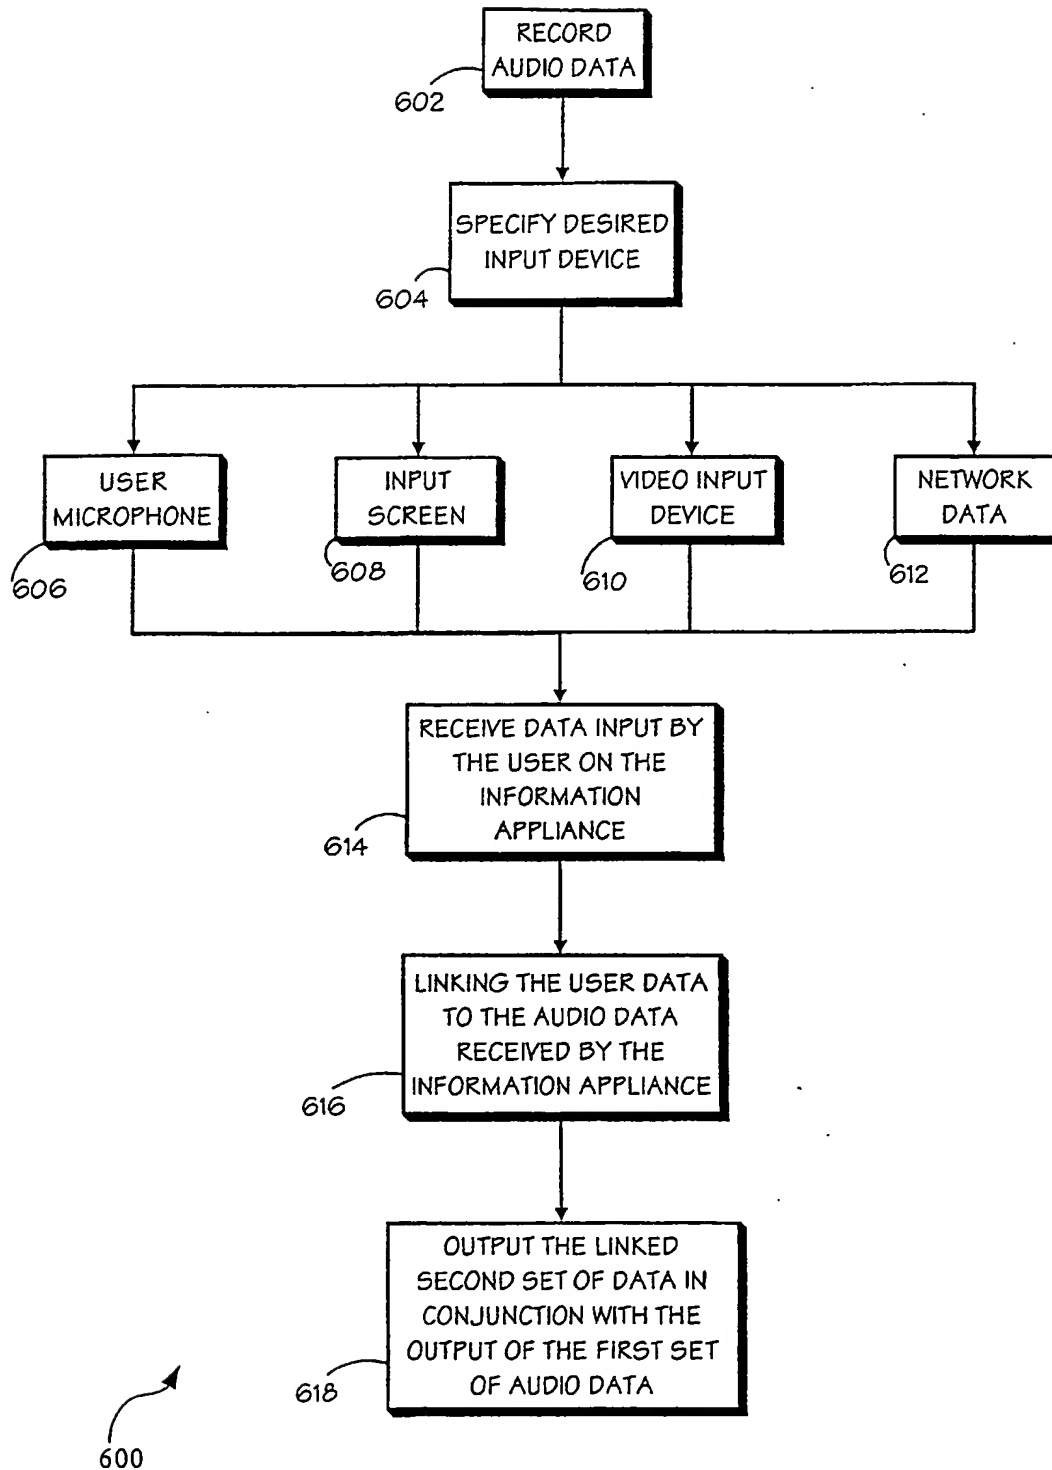 RECORD
AUDIO DATA
602
SPECIFY DESIRED
INPUT DEVICE
604
USER
MICROPHONE
606
INPUT
SCREEN
608
VIDEO INPUT
DEVICE
610
NETWORK
DATA
612
RECEIVE DATA INPUT BY
THE USER ON THE
INFORMATION
APPLIANCE
614
LINKING THE USER DATA
TO THE AUDIO DATA
RECEIVED BY THE
INFORMATION APPLIANCE
616
OUTPUT THE LINKED
SECOND SET OF DATA IN
CONJUNCTION WITH THE
OUTPUT OF THE FIRST SET
OF AUDIO DATA
618
600